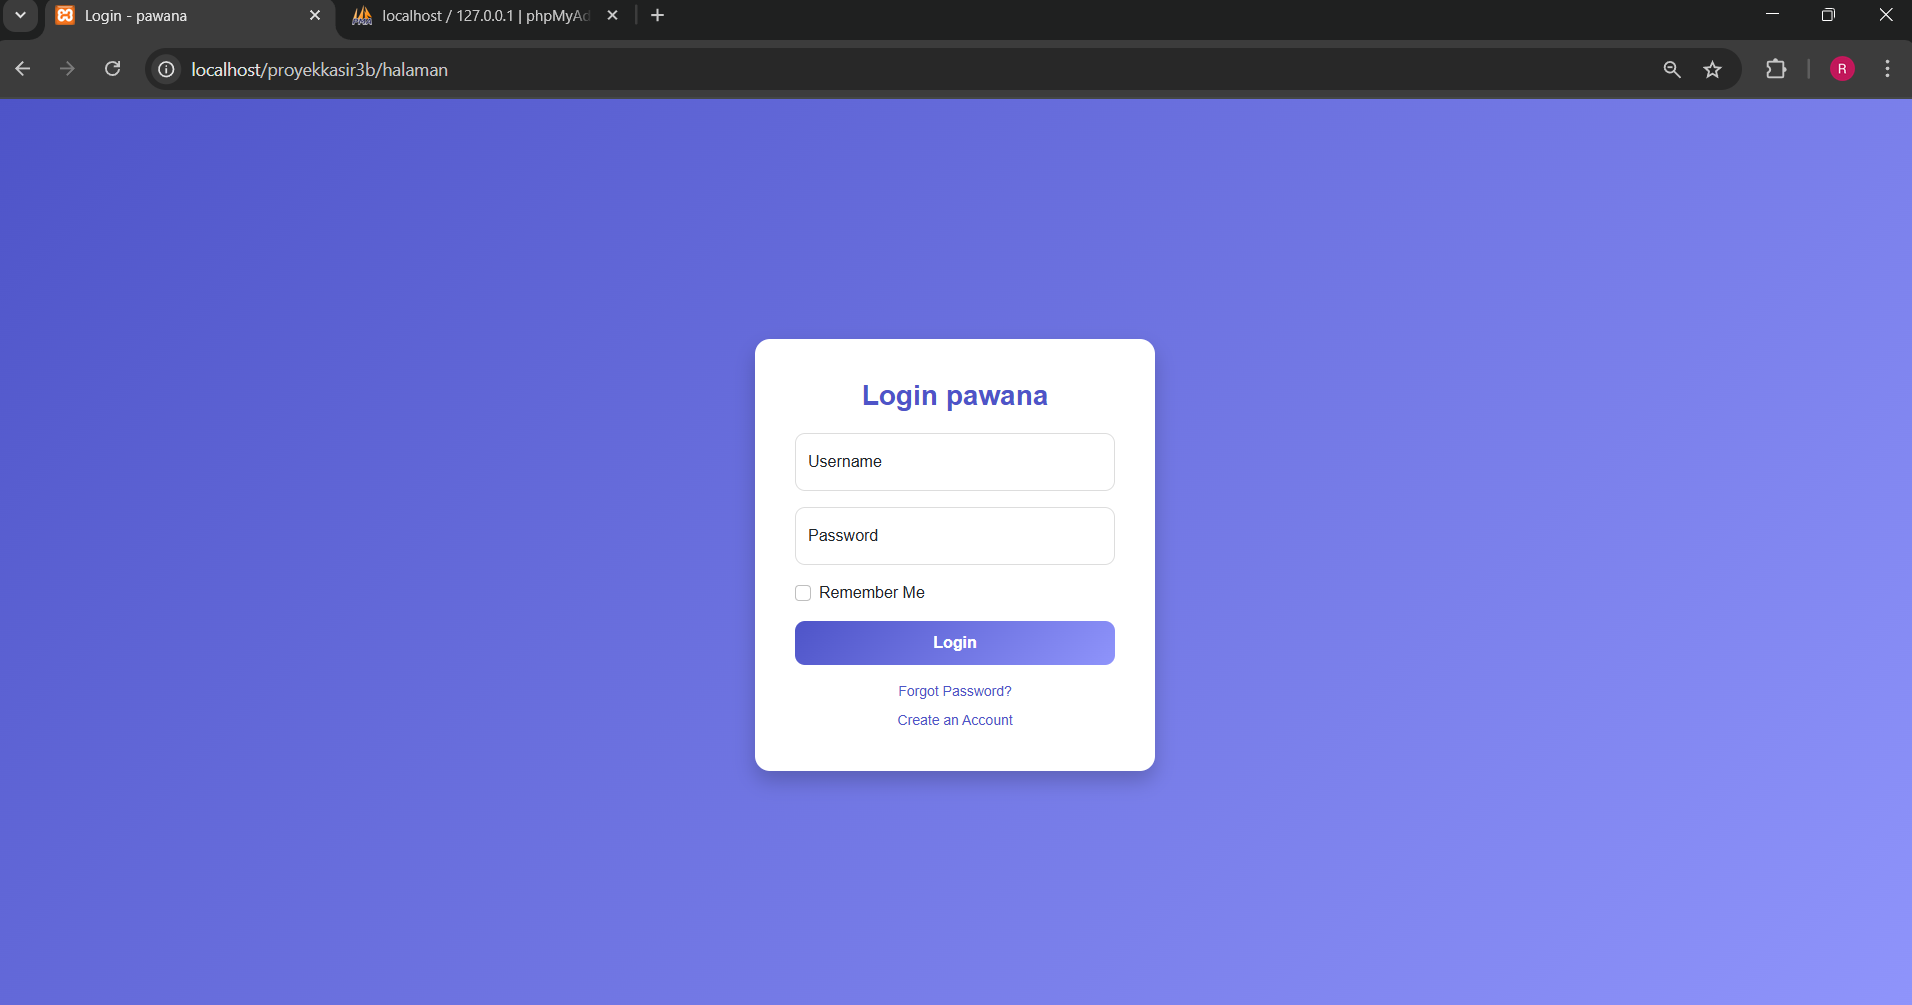 Login - pawana
localhost / 127.0.0.1 | phpMyAd
localhost/proyekkasir3b/halaman
R
Login pawana
Username
Password
Remember Me
Login
Forgot Password?
Create an Account